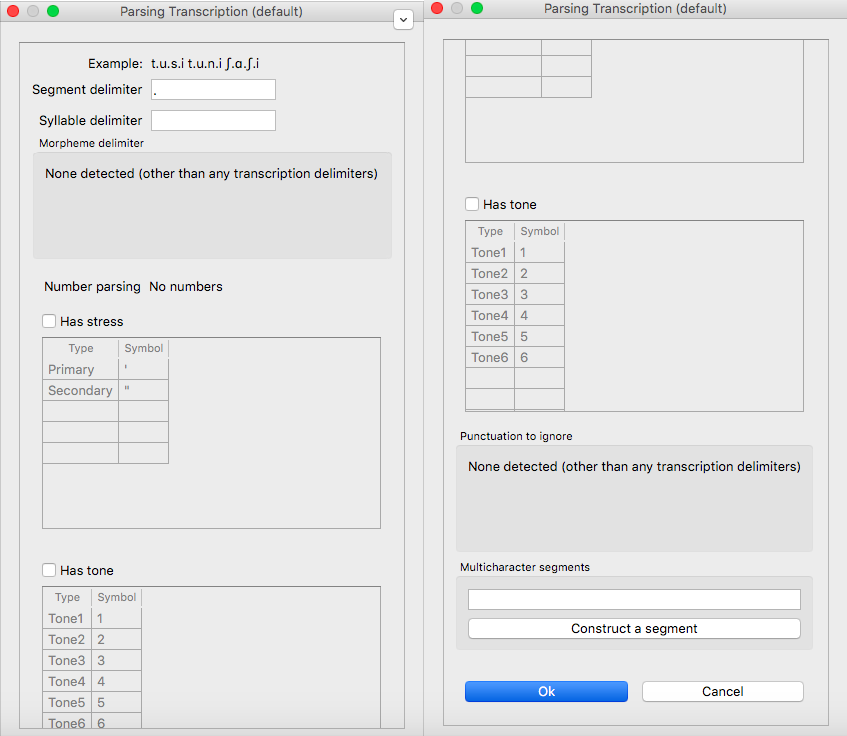 Parsing Transcription (default)
Example: t.u.s.i t.u.n.i ʃ.ɑ.ʃ.i
Segment delimiter .
Syllable delimiter
Morpheme delimiter
None detected (other than any transcription delimiters)
Number parsing No numbers
Has stress
Type Symbol
Primary '
Secondary "
Has tone
Type Symbol
Tone1 1
Tone2 2
Tone3 3
Tone4 4
Tone5 5
Tone6 6
Parsing Transcription (default)
Has tone
Type Symbol
Tone1 1
Tone2 2
Tone3 3
Tone4 4
Tone5 5
Tone6 6
Punctuation to ignore
None detected (other than any transcription delimiters)
Multicharacter segments
Construct a segment
Ok Cancel